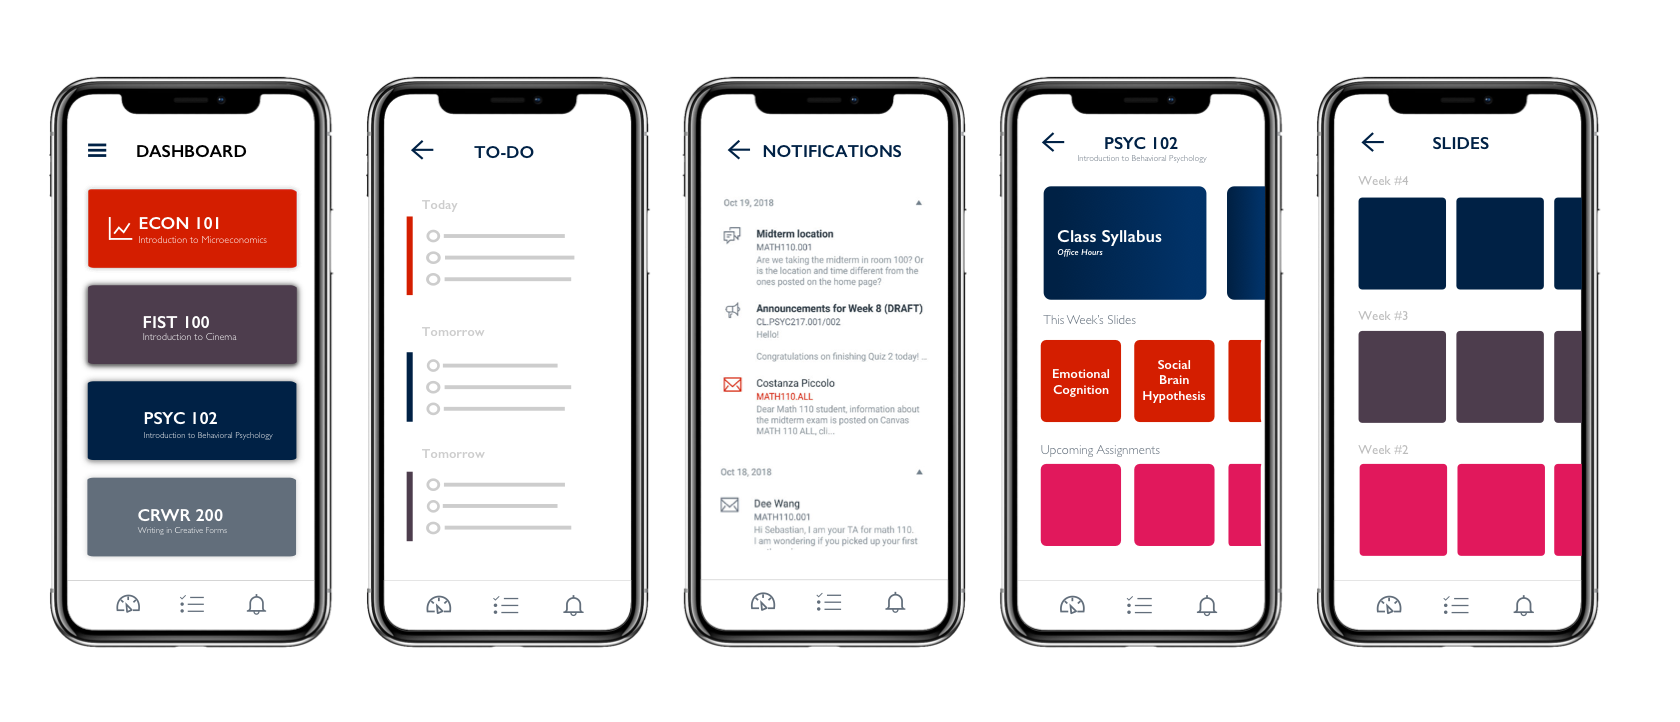 DASHBOARD
ECON 101
Introduction to Microeconomics
FIST 100
Introduction to Cinema
PSYC 102
Introduction to Behavioral Psychology
CRWR 200
Writing in Creative Forms
TO-DO
Today
Tomorrow
Tomorrow
NOTIFICATIONS
Oct 19, 2018
Midterm location
MATH110.001
Are we taking the midterm in room 100? Or
is the location and time different from the
ones posted on the home page?
Announcements for Week 8 (DRAFT)
CL.PSYC217.001/002
Hello!
Congratulations on finishing Quiz 2 today! ...
Costanza Piccolo
MATH110.ALL
Dear Math 110 student, information about
the midterm exam is posted on Canvas
MATH 110 ALL, cli...
Oct 18, 2018
Dee Wang
MATH110.001
Hi Sebastian, I am your TA for math 110.
I am wondering if you picked up your first
PSYC 102
Introduction to Behavioral Psychology
Class Syllabus
Office Hours
This Week's Slides
Emotional
Cognition
Social
Brain
Hypothesis
Upcoming Assignments
SLIDES
Week #4
Week #3
Week #2